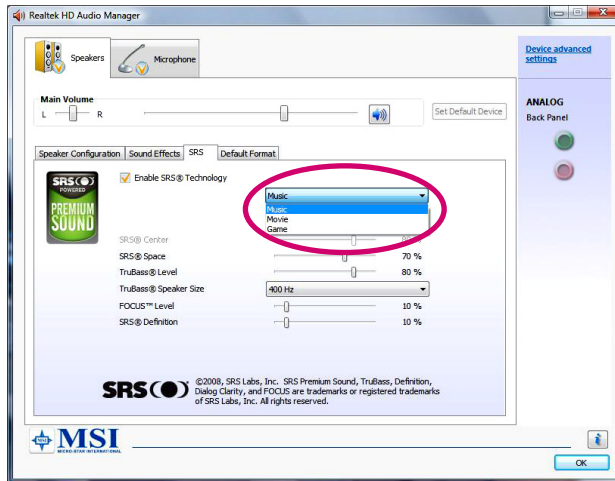 Realtek HD Audio Manager
Speakers
Microphone
Device advanced
settings
Main Volume
L R
Set Default Device
ANALOG
Back Panel
Speaker Configuration Sound Effects SRS Default Format
SRS
POWERED
PREMIUM
SOUND
Enable SRS® Technology
Music
Music
Movie
Game
SRS® Center
SRS® Space 70 %
TruBass® Level 80 %
TruBass® Speaker Size 400 Hz
FOCUS™ Level 10 %
SRS® Definition 10 %
SRS
©2008, SRS Labs, Inc. SRS Premium Sound, TruBass, Definition,
Dialog Clarity, and FOCUS are trademarks or registered trademarks
of SRS Labs, Inc. All rights reserved.
MSI
MICRO-STAR INTERNATIONAL
i
OK